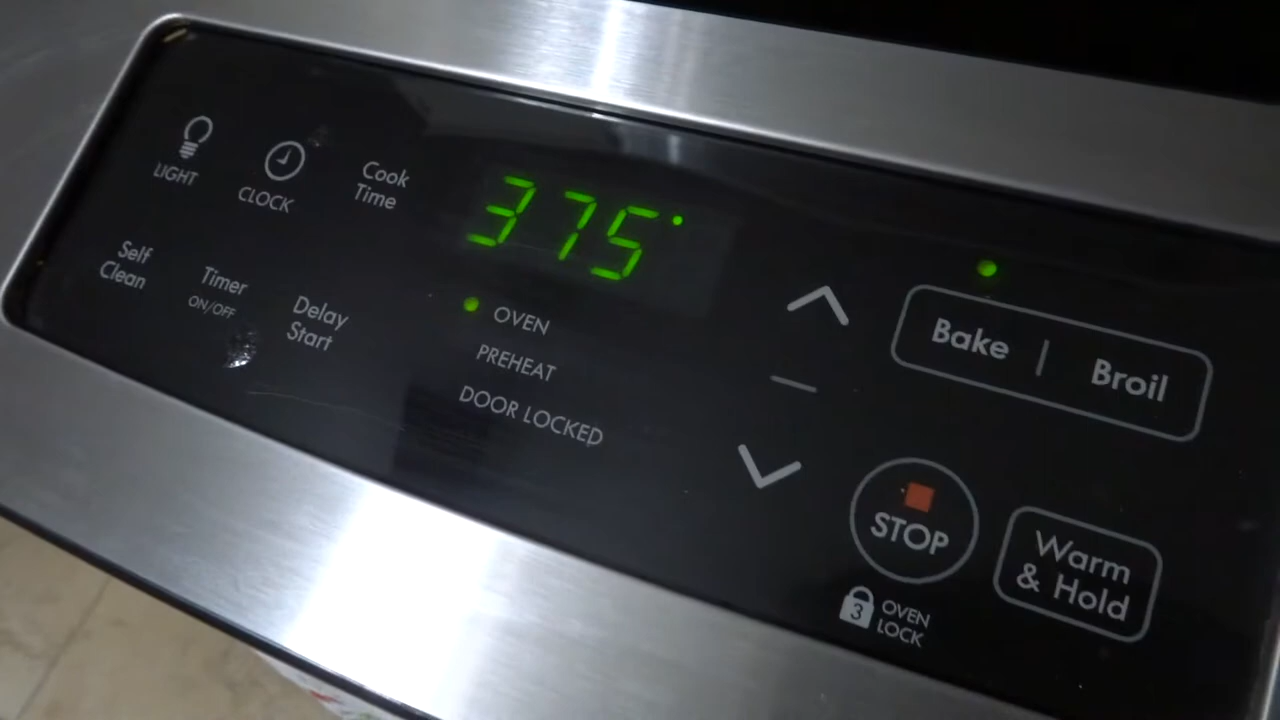 LIGHT
CLOCK
Cook
Time
375°
Self
Clean
Timer
ON/OFF
Delay
Start
OVEN
PREHEAT
DOOR LOCKED
Bake | Broil
STOP
Warm
& Hold
3
OVEN
LOCK